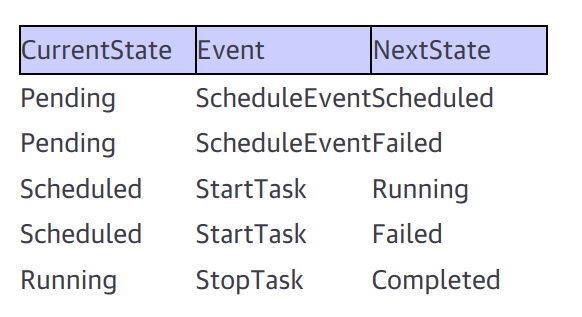 CurrentState Event NextState
Pending ScheduleEvent Scheduled
Pending ScheduleEvent Failed
Scheduled StartTask Running
Scheduled StartTask Failed
Running StopTask Completed